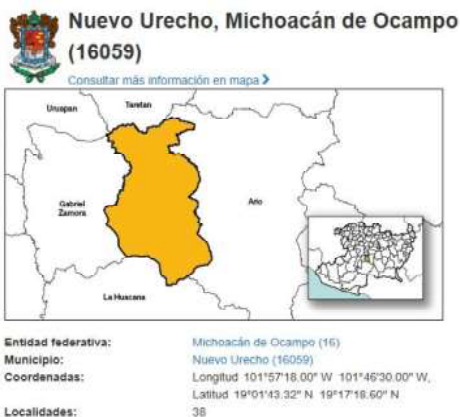 Nuevo Urecho, Michoacán de Ocampo
(16059)
Consultar más información en mapa
Uruapan
Taretan
Gabriel
Zamora
Ario
La Huacana
Entidad federativa: Michoacán de Ocampo (16)
Municipio: Nuevo Urecho (16059)
Coordenadas: Longitud 101°57'18.00" W 101°46'30.00" W,
Latitud 19°01'43.32" N 19°17'18.60" N
Localidades: 38